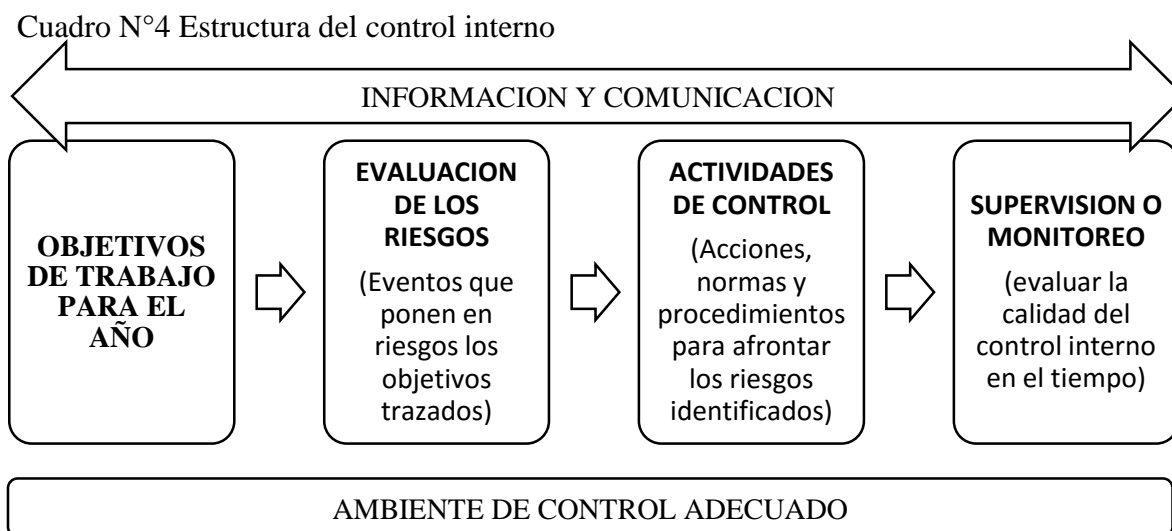 Cuadro N°4 Estructura del control interno
INFORMACION Y COMUNICACION
OBJETIVOS
DE TRABAJO
PARA EL
AÑO
EVALUACION
DE LOS
RIESGOS
(Eventos que
ponen en
riesgos los
objetivos
trazados)
ACTIVIDADES
DE CONTROL
(Acciones,
normas y
procedimientos
para afrontar
los riesgos
identificados)
SUPERVISION O
MONITOREO
(evaluar la
calidad del
control interno
en el tiempo)
AMBIENTE DE CONTROL ADECUADO